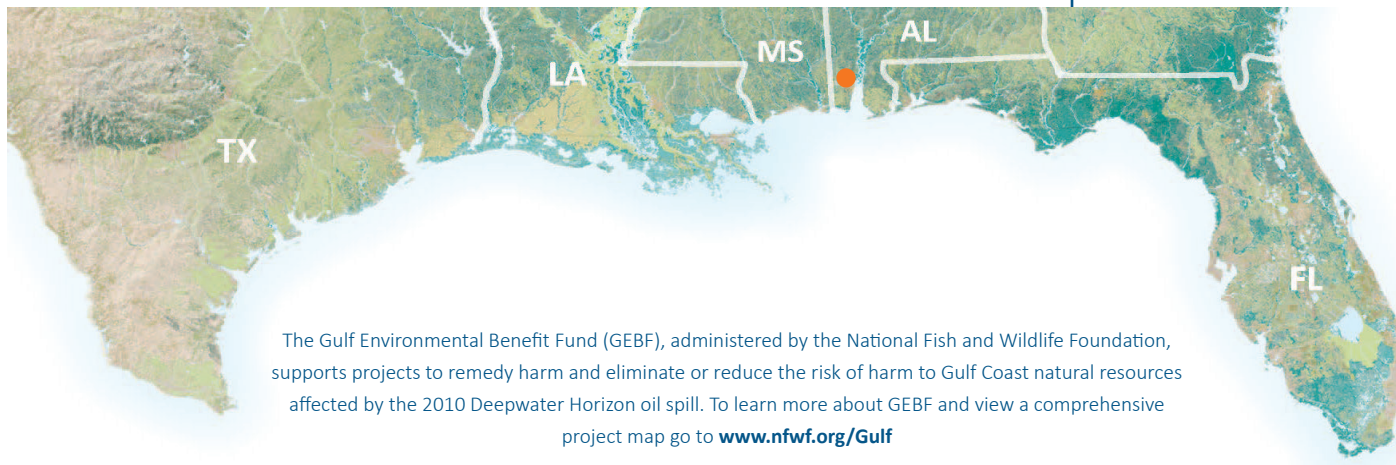 MS
AL
LA
TX
FL
The Gulf Environmental Benefit Fund (GEBF), administered by the National Fish and Wildlife Foundation,
supports projects to remedy harm and eliminate or reduce the risk of harm to Gulf Coast natural resources
affected by the 2010 Deepwater Horizon oil spill. To learn more about GEBF and view a comprehensive
project map go to www.nfwf.org/Gulf